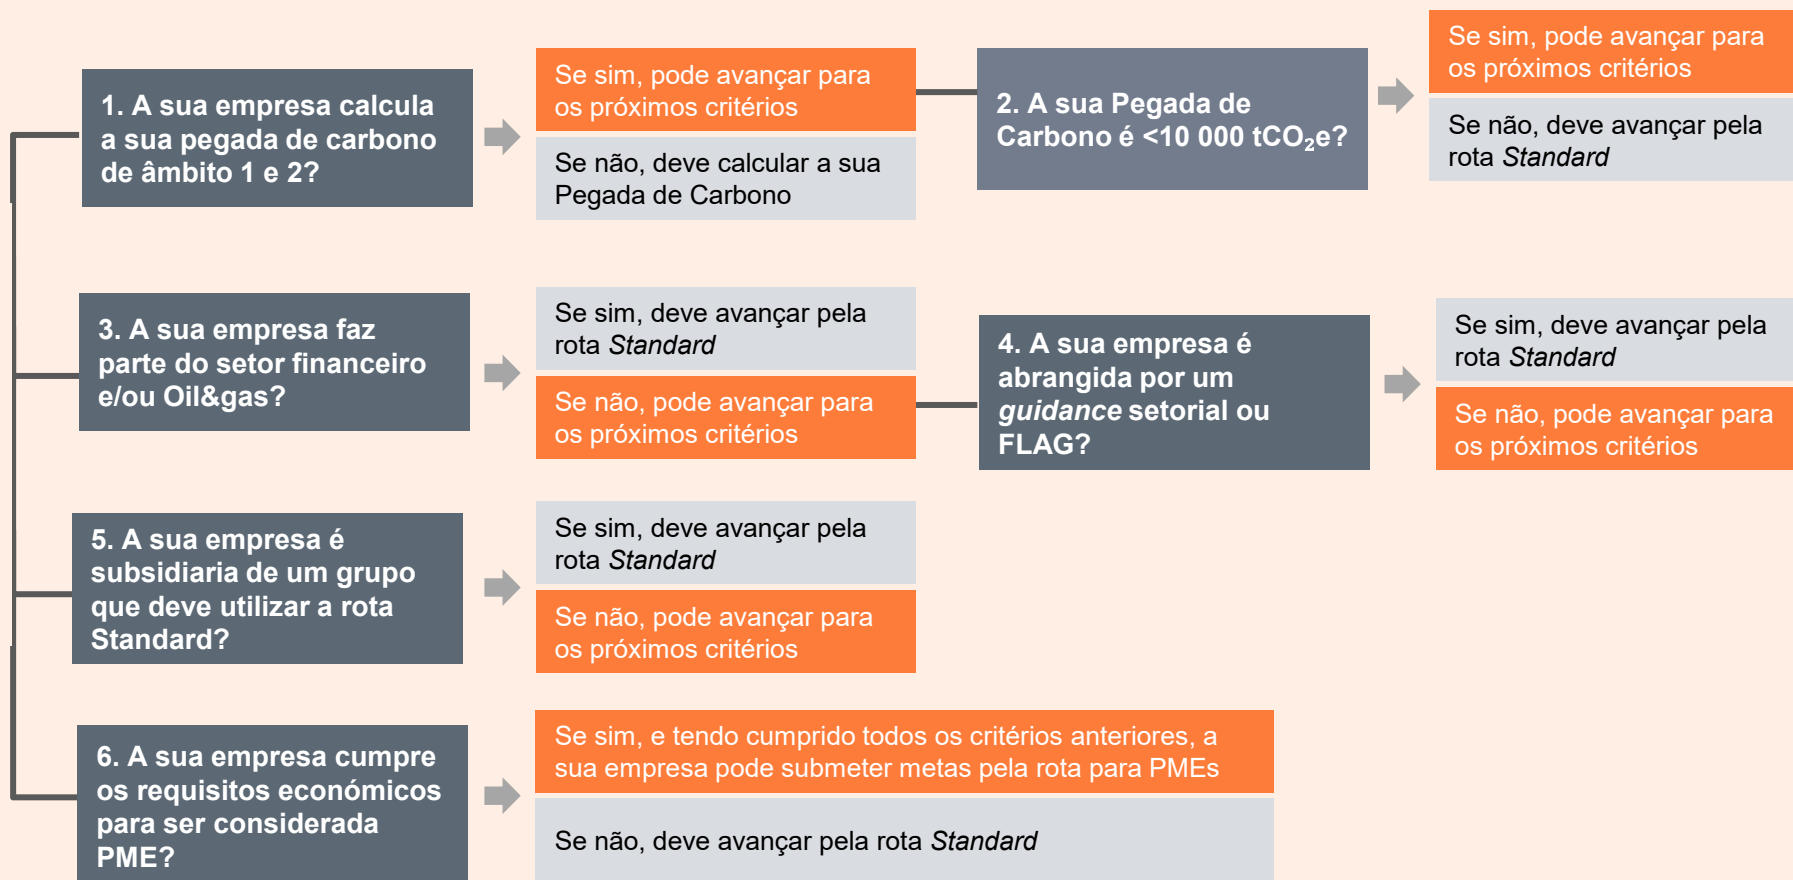 1. A sua empresa calcula
a sua pegada de carbono
de âmbito 1 e 2?
Se sim, pode avançar para
os próximos critérios
Se não, deve calcular a sua
Pegada de Carbono
2. A sua Pegada de
Carbono é <10 000 tCO₂e?
Se sim, pode avançar para
os próximos critérios
Se não, deve avançar pela
rota Standard
3. A sua empresa faz
parte do setor financeiro
e/ou Oil&gas?
Se sim, deve avançar pela
rota Standard
Se não, pode avançar para
os próximos critérios
4. A sua empresa é
abrangida por um
guidance setorial ou
FLAG?
Se sim, deve avançar pela
rota Standard
Se não, pode avançar para
os próximos critérios
5. A sua empresa é
subsidiaria de um grupo
que deve utilizar a rota
Standard?
Se sim, deve avançar pela
rota Standard
Se não, pode avançar para
os próximos critérios
6. A sua empresa cumpre
os requisitos económicos
para ser considerada
PME?
Se sim, e tendo cumprido todos os critérios anteriores, a
sua empresa pode submeter metas pela rota para PMEs
Se não, deve avançar pela rota Standard